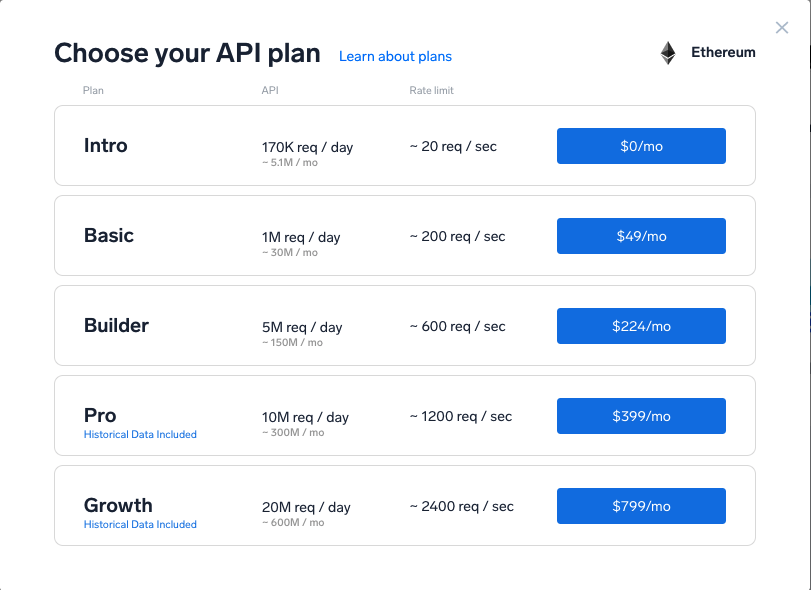 Choose your API plan Learn about plans Ethereum
Plan API Rate limit
Intro 170K req / day ~ 20 req / sec $0/mo
~ 5.1M / mo
Basic 1M req / day ~ 200 req / sec $49/mo
~ 30M / mo
Builder 5M req / day ~ 600 req / sec $224/mo
~ 150M / mo
Pro 10M req / day ~ 1200 req / sec $399/mo
Historical Data Included ~ 300M / mo
Growth 20M req / day ~ 2400 req / sec $799/mo
Historical Data Included ~ 600M / mo